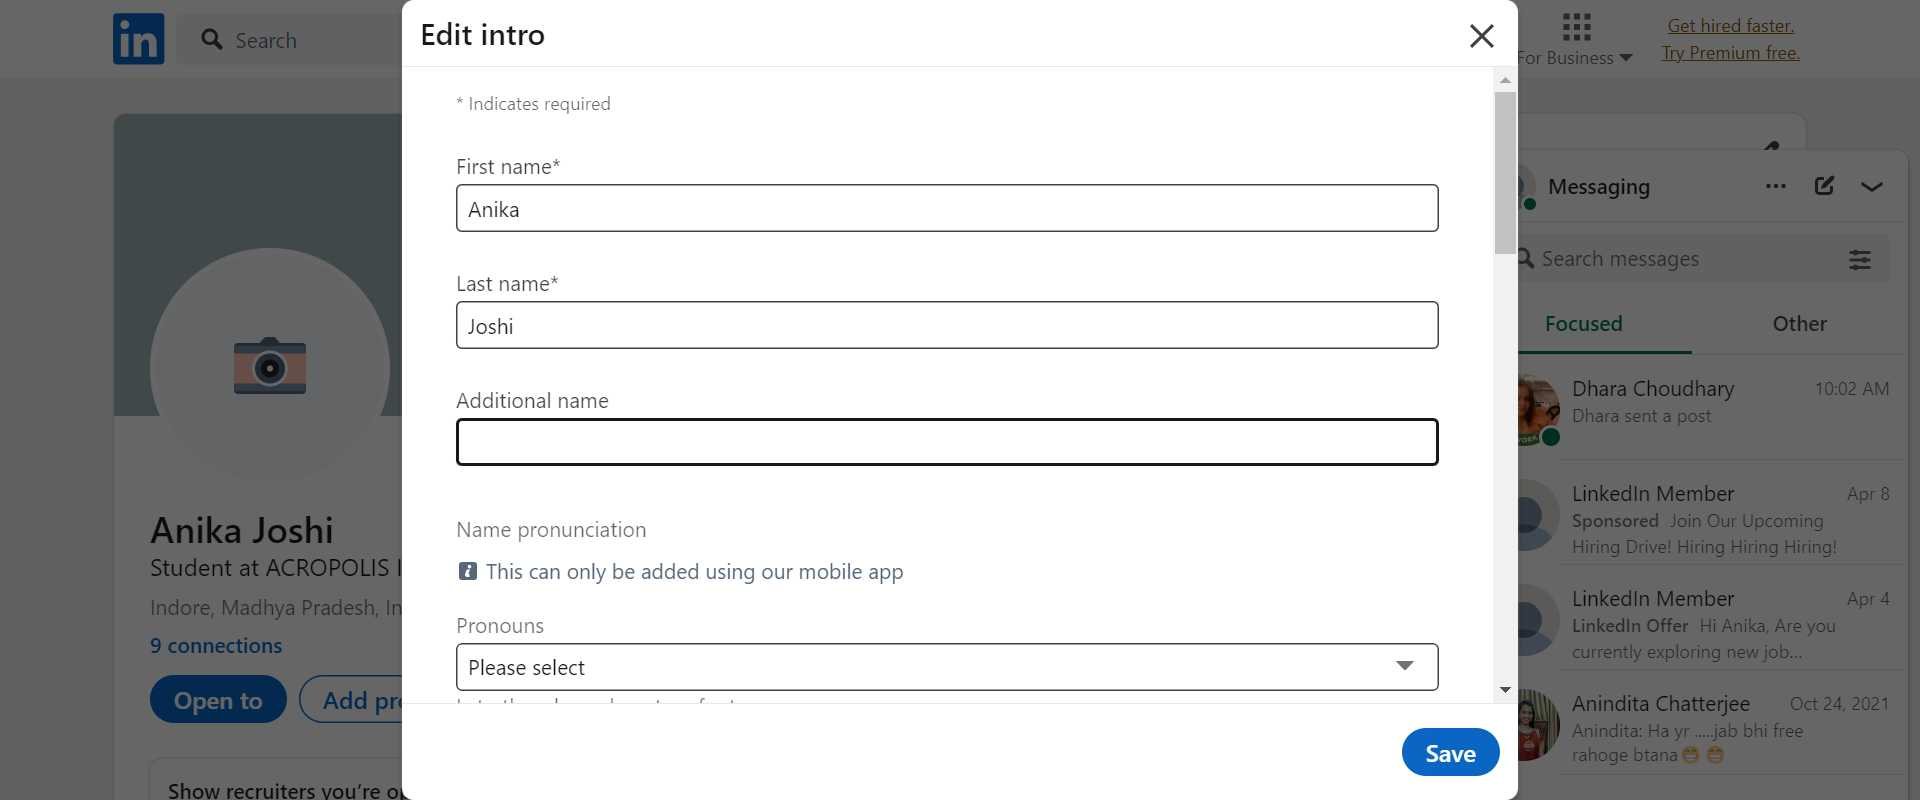 in
Search
Edit intro
For Business
Get hired faster.
Try Premium free.
* Indicates required
First name*
Anika
Last name*
Joshi
Additional name
Name pronunciation
This can only be added using our mobile app
Pronouns
Please select
Save
Anika Joshi
Student at ACROPOLIS I
Indore, Madhya Pradesh, In
9 connections
Open to
Add pr
Show recruiters you're o
Messaging
Search messages
Focused
Other
Dhara Choudhary 10:02 AM
Dhara sent a post
LinkedIn Member Apr 8
Sponsored Join Our Upcoming
Hiring Drive! Hiring Hiring Hiring!
LinkedIn Member Apr 4
LinkedIn Offer Hi Anika, Are you
currently exploring new job...
Anindita Chatterjee Oct 24, 2021
Anindita: Ha yr .....jab bhi free
rahoge btana😁 😁